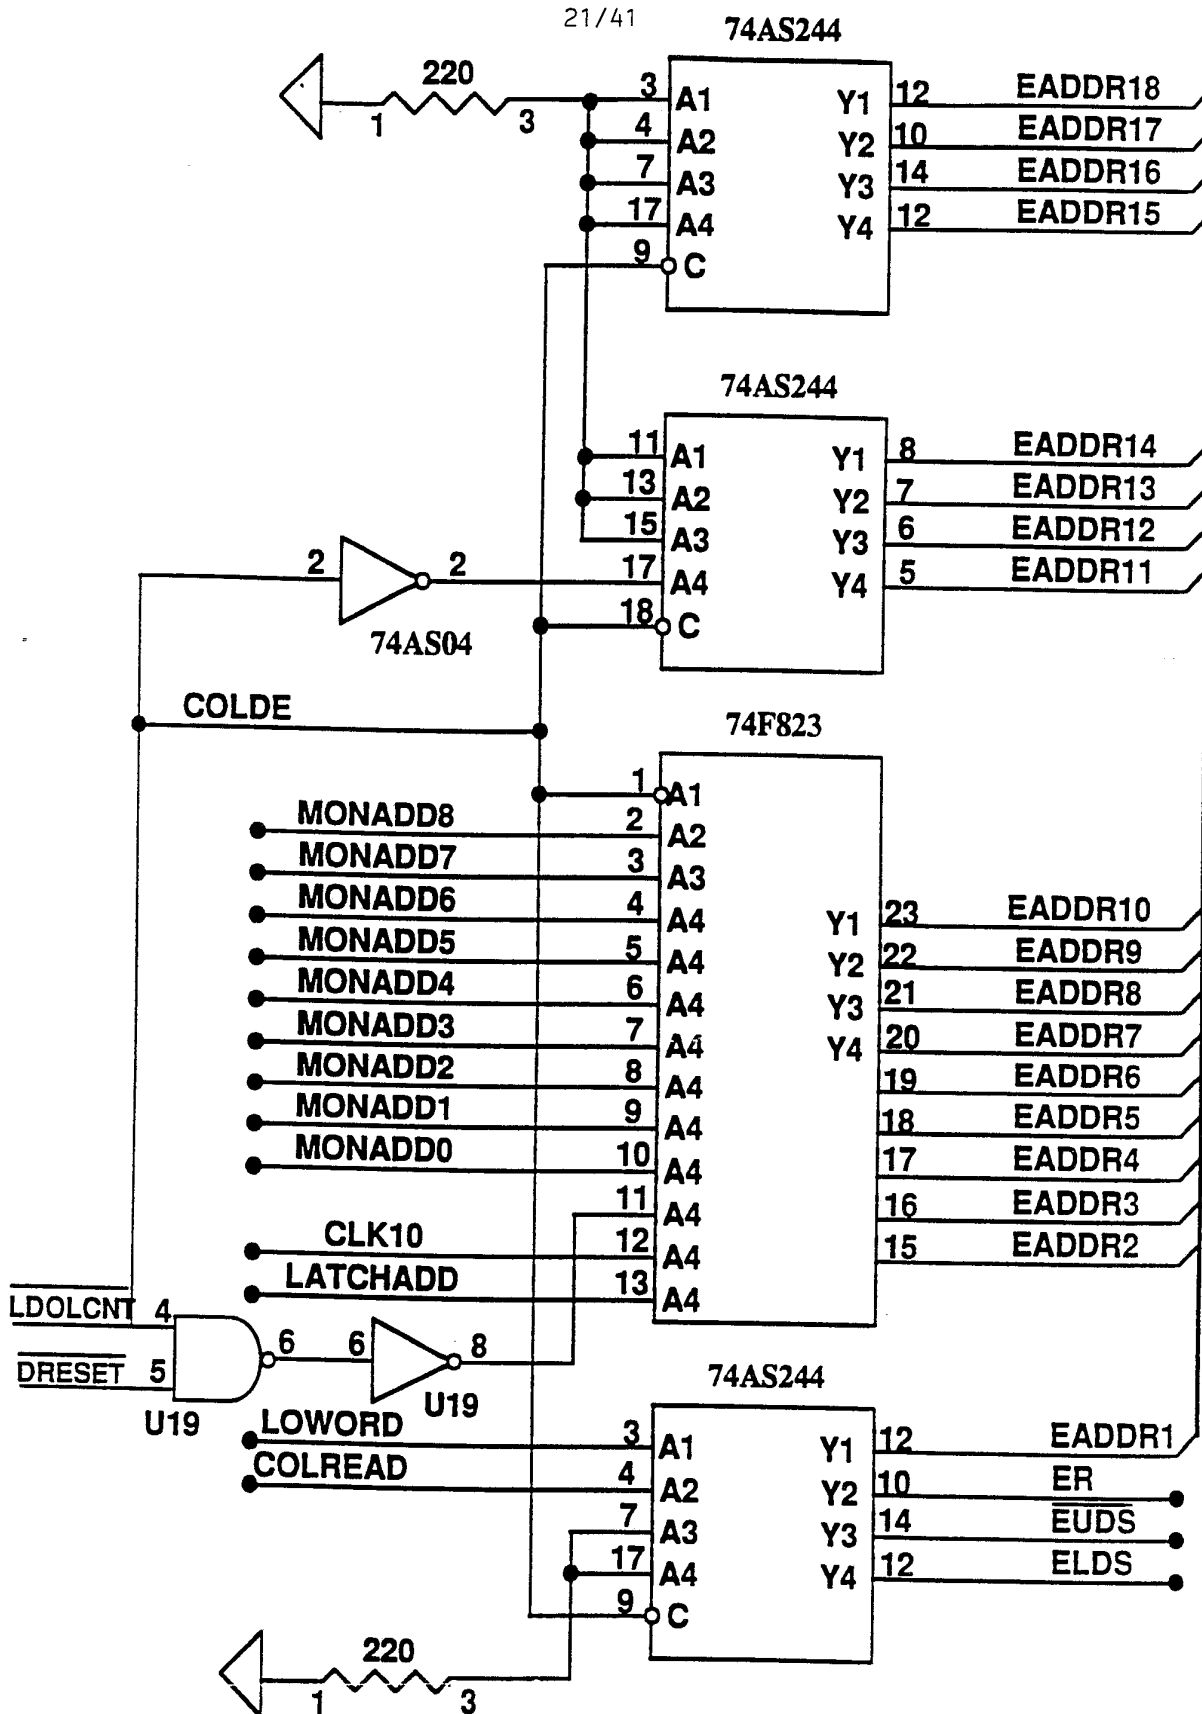 21/41
74AS244
220
1
3
3 A1 Y1 12 EADDR18
4 A2 Y2 10 EADDR17
7 A3 Y3 14 EADDR16
17 A4 Y4 12 EADDR15
9 C
74AS244
11 A1 Y1 8 EADDR14
13 A2 Y2 7 EADDR13
15 A3 Y3 6 EADDR12
2 2 17 A4 Y4 5 EADDR11
18 C
74AS04
COLDE
74F823
1 A1
MONADD8 2 A2
MONADD7 3 A3
MONADD6 4 A4 Y1 23 EADDR10
MONADD5 5 A4 Y2 22 EADDR9
MONADD4 6 A4 Y3 21 EADDR8
MONADD3 7 A4 Y4 20 EADDR7
MONADD2 8 A4 19 EADDR6
MONADD1 9 A4 18 EADDR5
MONADD0 10 A4 17 EADDR4
11 A4 16 EADDR3
CLK10 12 A4 15 EADDR2
LATCHADD 13 A4
LDOLCNT 4
DRESET 5
6 6 8
U19 U19
74AS244
LOWORD 3 A1 Y1 12 EADDR1
COLREAD 4 A2 Y2 10 ER
7 A3 Y3 14 EUDS
17 A4 Y4 12 ELDS
9 C
220
1 3